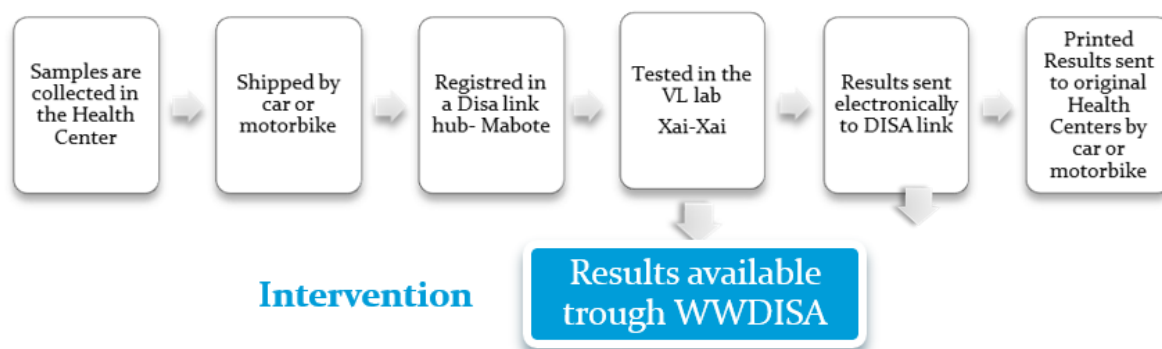 Samples are
collected in
the Health
Center
Shipped by
car or
motorbike
Registred in
a Disa link
hub- Mabote
Tested in the
VL lab
Xai-Xai
Results sent
electronically
to DISA link
Printed
Results sent
to original
Health
Centers by
car or
motorbike
Intervention
Results available
trough WWDISA